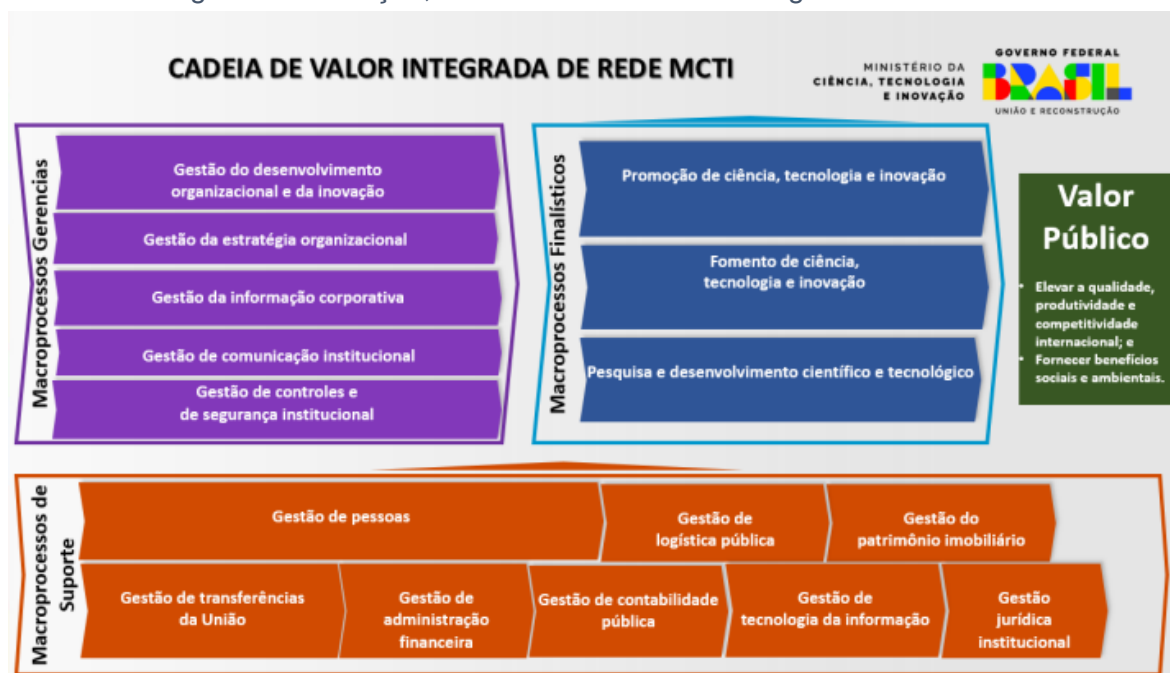 CADEIA DE VALOR INTEGRADA DE REDE MCTI
MINISTÉRIO DA
CIÊNCIA, TECNOLOGIA
E INOVAÇÃO
GOVERNO FEDERAL
BRASIL
UNIÃO E RECONSTRUÇÃO
Macroprocessos Gerencias
Gestão do desenvolvimento
organizacional e da inovação
Gestão da estratégia organizacional
Gestão da informação corporativa
Gestão de comunicação institucional
Gestão de controles e
de segurança institucional
Macroprocessos Finalísticos
Promoção de ciência, tecnologia e inovação
Fomento de ciência,
tecnologia e inovação
Pesquisa e desenvolvimento científico e tecnológico
Valor
Público
• Elevar a qualidade,
produtividade e
competitividade
internacional; e
• Fornecer benefícios
sociais e ambientais.
Macroprocessos de
Suporte
Gestão de pessoas
Gestão de
logística pública
Gestão do
patrimônio imobiliário
Gestão de transferências
da União
Gestão de
administração
financeira
Gestão de contabilidade
pública
Gestão de
tecnologia da informação
Gestão
jurídica
institucional